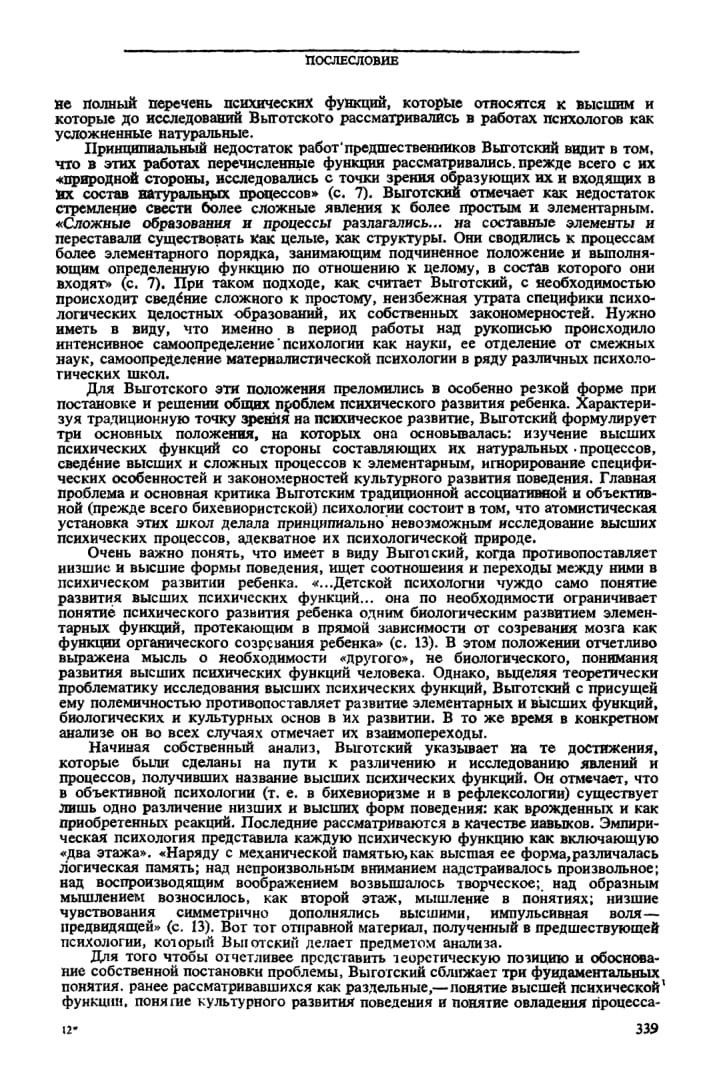 ПОСЛЕСЛОВИЕ
не полный перечень психических функций, которые относятся к высшим и
которые до исследований Выготского рассматривались в работах психологов как
усложненные натуральные.
Принципиальный недостаток работ предшественников Выготский видит в том,
что в этих работах перечисленные функции рассматривались прежде всего с их
«природной стороны, исследовались с точки зрения образующих их и входящих в
их состав натуральных процессов» (с. 7). Выготский отмечает как недостаток
стремление свести более сложные явления к более простым и элементарным.
«Сложные образования и процессы разлагались... на составные элементы и
переставали существовать как целые, как структуры. Они сводились к процессам
более элементарного порядка, занимающим подчиненное положение и выполня-
ющим определенную функцию по отношению к целому, в состав которого они
входят» (с. 7). При таком подходе, как считает Выготский, с необходимостью
происходит сведе́ние сложного к простому, неизбежная утрата специфики психо-
логических целостных образований, их собственных закономерностей. Нужно
иметь в виду, что именно в период работы над рукописью происходило
интенсивное самоопределение психологии как науки, ее отделение от смежных
наук, самоопределение материалистической психологии в ряду различных психоло-
гических школ.
Для Выготского эти положения преломились в особенно резкой форме при
постановке и решении общих проблем психического развития ребенка. Характери-
зуя традиционную точку зрения на психическое развитие, Выготский формулирует
три основных положения, на которых она основывалась: изучение высших
психических функций со стороны составляющих их натуральных процессов,
сведе́ние высших и сложных процессов к элементарным, игнорирование специфи-
ческих особенностей и закономерностей культурного развития поведения. Главная
проблема и основная критика Выготским традиционной ассоциативной и объектив-
ной (прежде всего бихевиористской) психологии состоит в том, что атомистическая
установка этих школ делала принципиально невозможным исследование высших
психических процессов, адекватное их психологической природе.
Очень важно понять, что имеет в виду Выготский, когда противопоставляет
низшие и высшие формы поведения, ищет соотношения и переходы между ними в
психическом развитии ребенка. «...Детской психологии чуждо само понятие
развития высших психических функций... она по необходимости ограничивает
понятие психического развития ребенка одним биологическим развитием элемен-
тарных функций, протекающим в прямой зависимости от созревания мозга как
функции органического созревания ребенка» (с. 13). В этом положении отчетливо
выражена мысль о необходимости «другого», не биологического, понимания
развития высших психических функций человека. Однако, выделяя теоретически
проблематику исследования высших психических функций, Выготский с присущей
ему полемичностью противопоставляет развитие элементарных и высших функций,
биологических и культурных основ в их развитии. В то же время в конкретном
анализе он во всех случаях отмечает их взаимопереходы.
Начиная собственный анализ, Выготский указывает на те достижения,
которые были сделаны на пути к различению и исследованию явлений и
процессов, получивших название высших психических функций. Он отмечает, что
в объективной психологии (т. е. в бихевиоризме и в рефлексологии) существует
лишь одно различение низших и высших форм поведения: как врожденных и как
приобретенных реакций. Последние рассматриваются в качестве навыков. Эмпири-
ческая психология представила каждую психическую функцию как включающую
«два этажа». «Наряду с механической памятью, как высшая ее форма, различалась
логическая память; над непроизвольным вниманием надстраивалось произвольное;
над воспроизводящим воображением возвышалось творческое; над образным
мышлением возносилось, как второй этаж, мышление в понятиях; низшие
чувствования симметрично дополнялись высшими, импульсивная воля—
предвидящей» (с. 13). Вот тот отправной материал, полученный в предшествующей
психологии, который Выготский делает предметом анализа.
Для того чтобы отчетливее представить теоретическую позицию и обоснова-
ние собственной постановки проблемы, Выготский сближает три фундаментальных
понятия, ранее рассматривавшихся как раздельные,—понятие высшей психической
функции, понятие культурного развития поведения и понятие овладения процесса-
12* 339